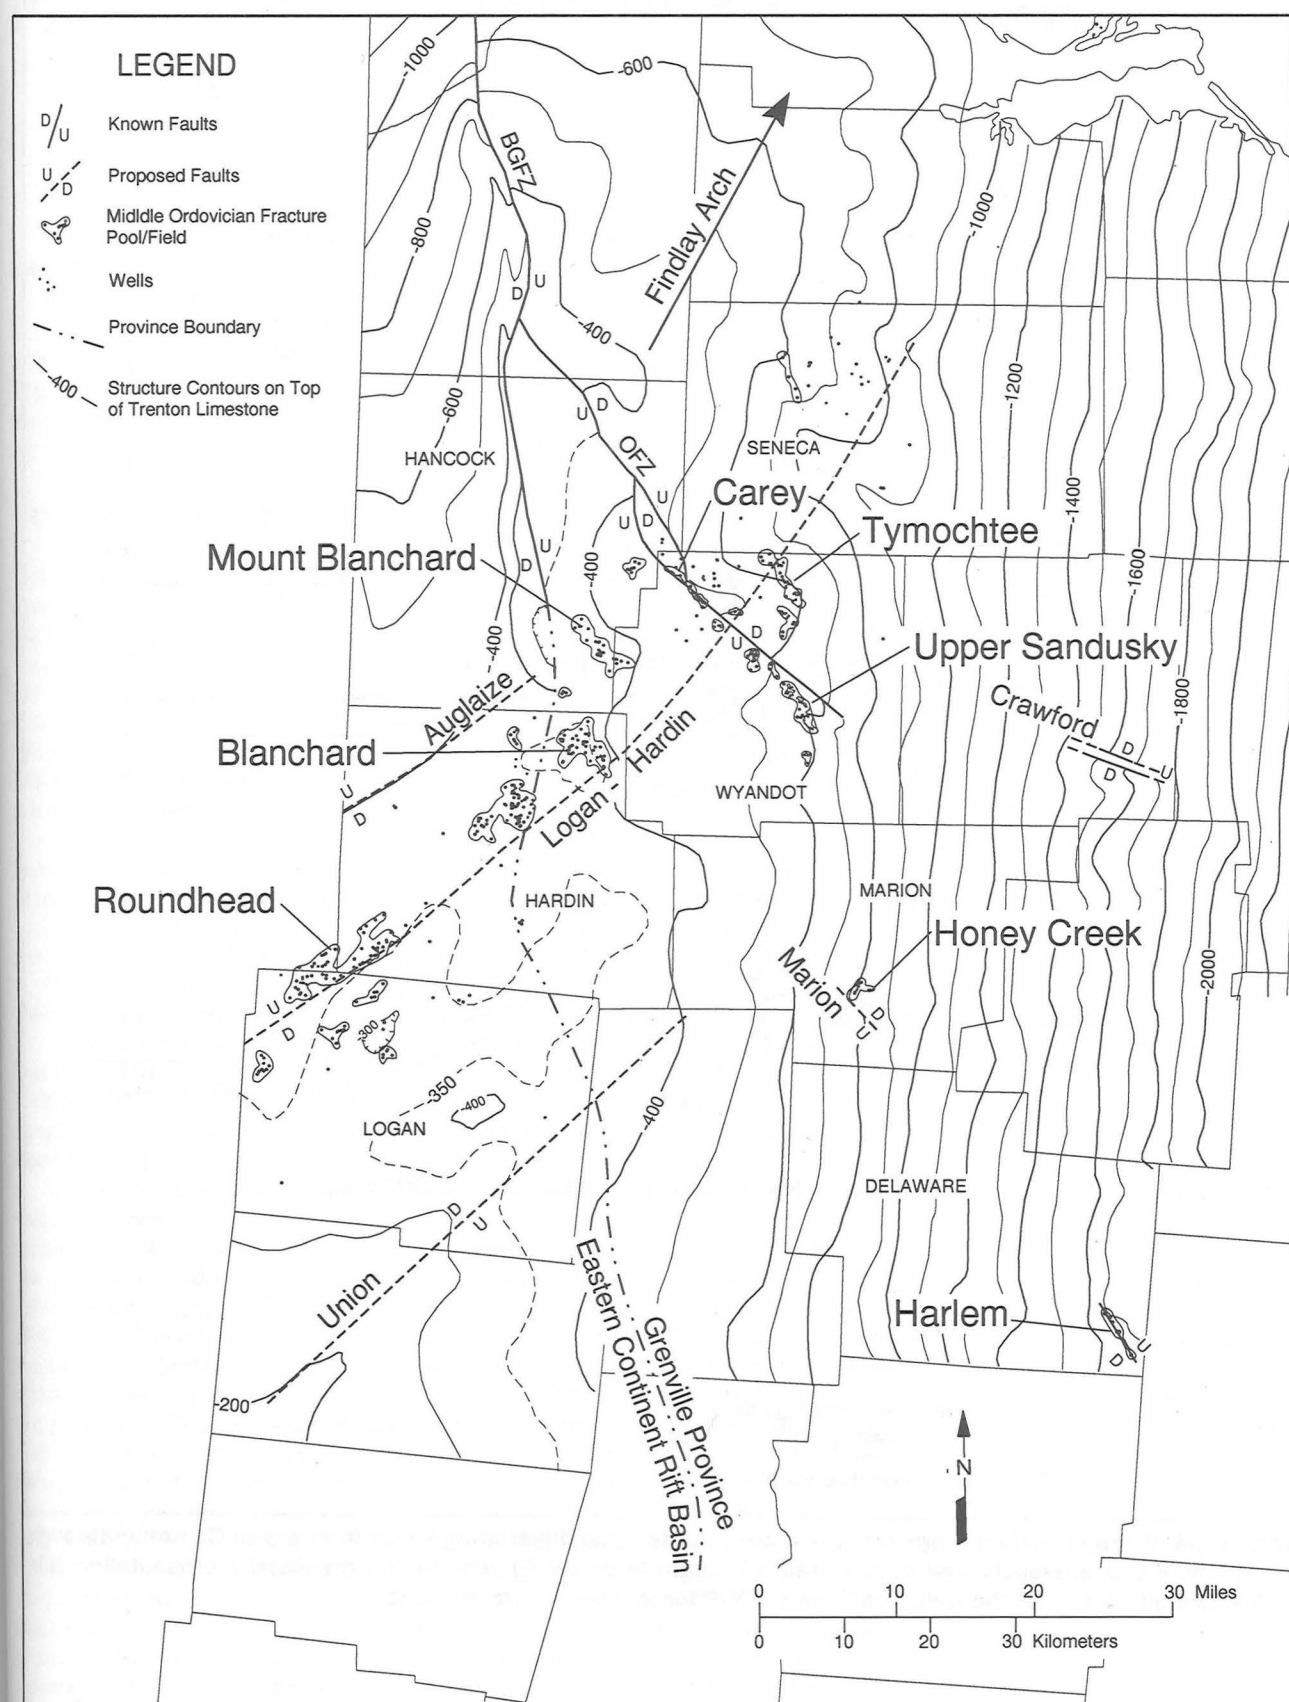 LEGEND
D
U
Known Faults
U
D
Proposed Faults
Midldle Ordovician Fracture
Pool/Field
Wells
Province Boundary
-400
Structure Contours on Top
of Trenton Limestone
-1000
-600
BGFZ
-800
Findlay Arch
-1000
D
U
-400
-600
-1200
U
D
HANCOCK
OFZ
SENECA
-1400
Carey
U
U
D
Tymochtee
Mount Blanchard
U
D
-400
-1600
D
U
-400
Upper Sandusky
Auglaize
-1800
Crawford
Blanchard
Hardin
D
U
D
U
D
WYANDOT
Logan -
Roundhead
HARDIN
MARION
Honey Creek
Marion
-2000
U
D
D
U
-300
-350
-400
LOGAN
-400
DELAWARE
D
U
Union
Harlem
U
D
Grenville Province
Eastern Continent Rift Basin
-200
N
0 10 20 30 Miles
0 10 20 30 Kilometers